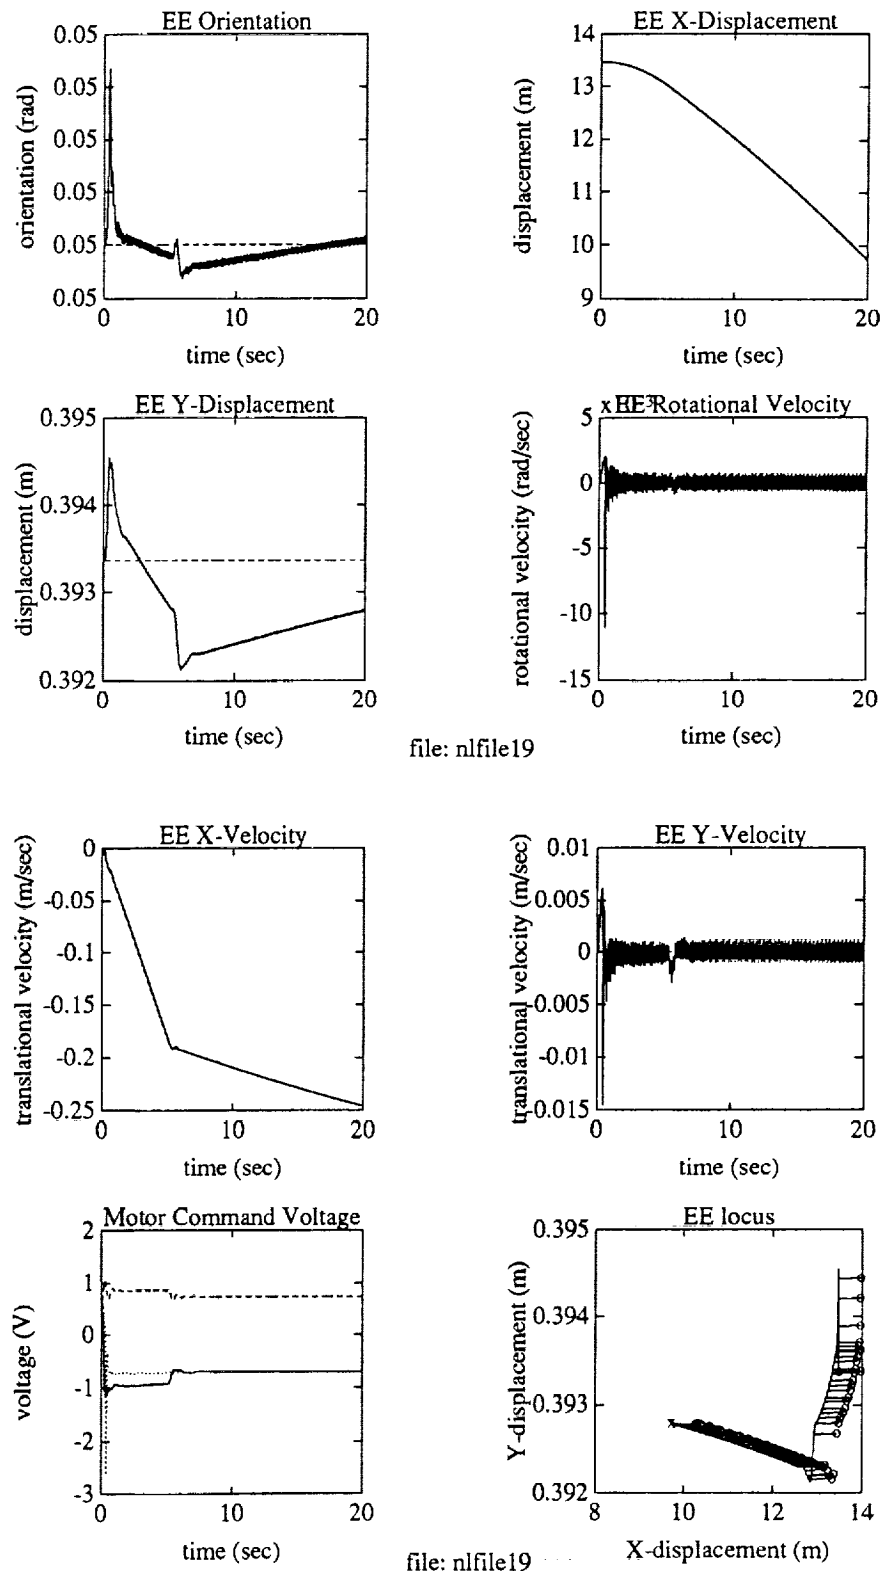 EE Orientation
0.05
0.05
0.05
0.05
0.05
0.05
orientation (rad)
0 10 20
time (sec)
EE X-Displacement
14
13
12
11
10
9
displacement (m)
0 10 20
time (sec)
EE Y-Displacement
0.395
0.394
0.393
0.392
displacement (m)
0 10 20
time (sec)
EE Rotational Velocity
5
0
-5
-10
-15
rotational velocity (rad/sec)
0 10 20
time (sec)
file: nlfile19
EE X-Velocity
0
-0.05
-0.1
-0.15
-0.2
-0.25
translational velocity (m/sec)
0 10 20
time (sec)
EE Y-Velocity
0.01
0.005
0
-0.005
-0.01
-0.015
translational velocity (m/sec)
0 10 20
time (sec)
Motor Command Voltage
2
1
0
-1
-2
-3
voltage (V)
0 10 20
time (sec)
EE locus
0.395
0.394
0.393
0.392
Y-displacement (m)
8 10 12 14
X-displacement (m)
file: nlfile19